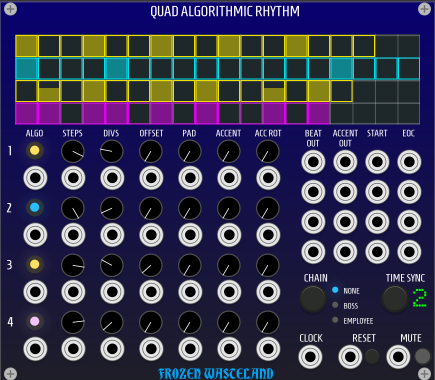 QUAD ALGORITHMIC RHYTHM
ALGO STEPS DIVS OFFSET PAD ACCENT ACC ROT BEAT OUT ACCENT OUT START EOC
1
2
3
4
CHAIN
NONE
BOSS
EMPLOYEE
TIME SYNC
2
CLOCK RESET MUTE
FROZEN WASTELAND